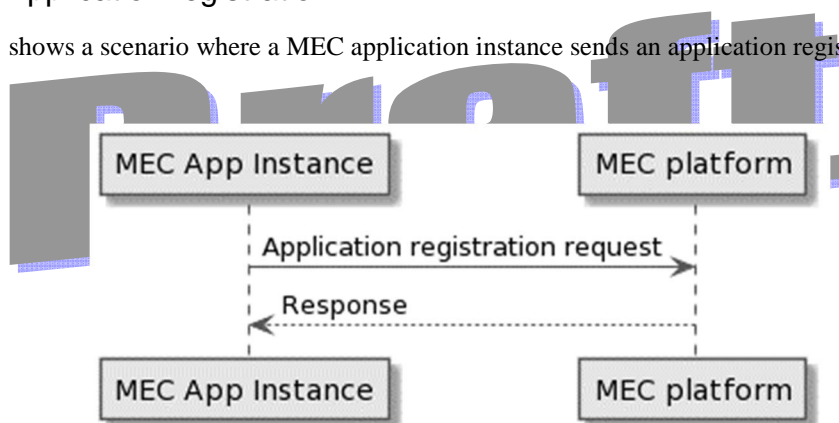 shows a scenario where a MEC application instance sends an application regis
Draft
MEC App Instance
MEC platform
Application registration request
Response
MEC App Instance
MEC platform